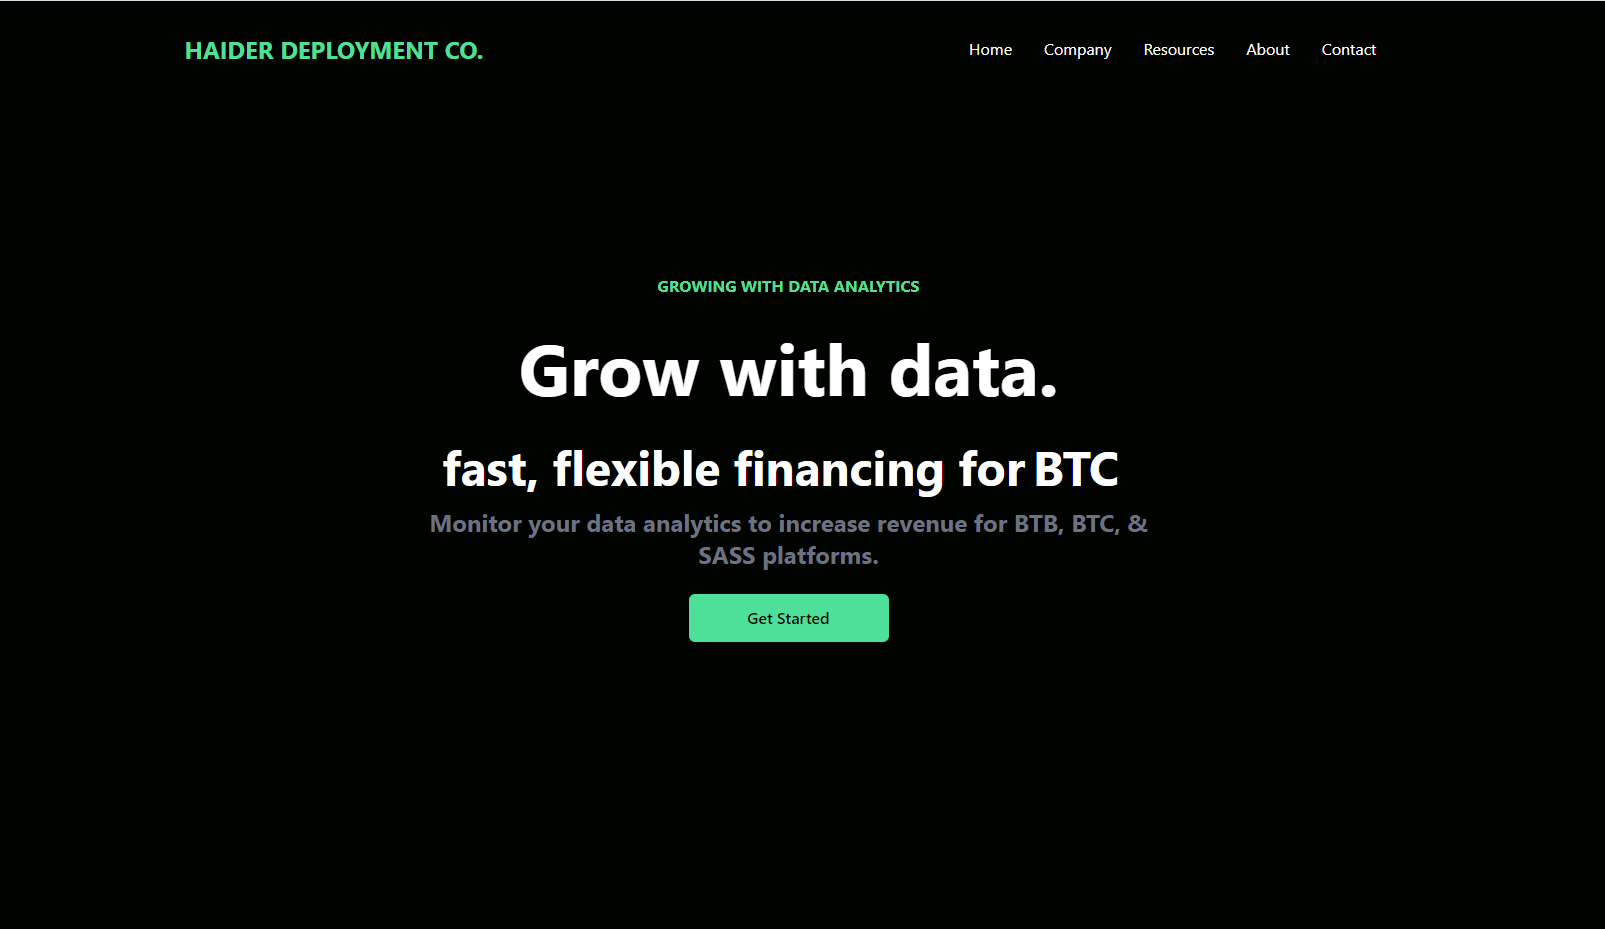 HAIDER DEPLOYMENT CO.
Home Company Resources About Contact
GROWING WITH DATA ANALYTICS
Grow with data.
fast, flexible financing for BTC
Monitor your data analytics to increase revenue for BTB, BTC, &
SASS platforms.
Get Started